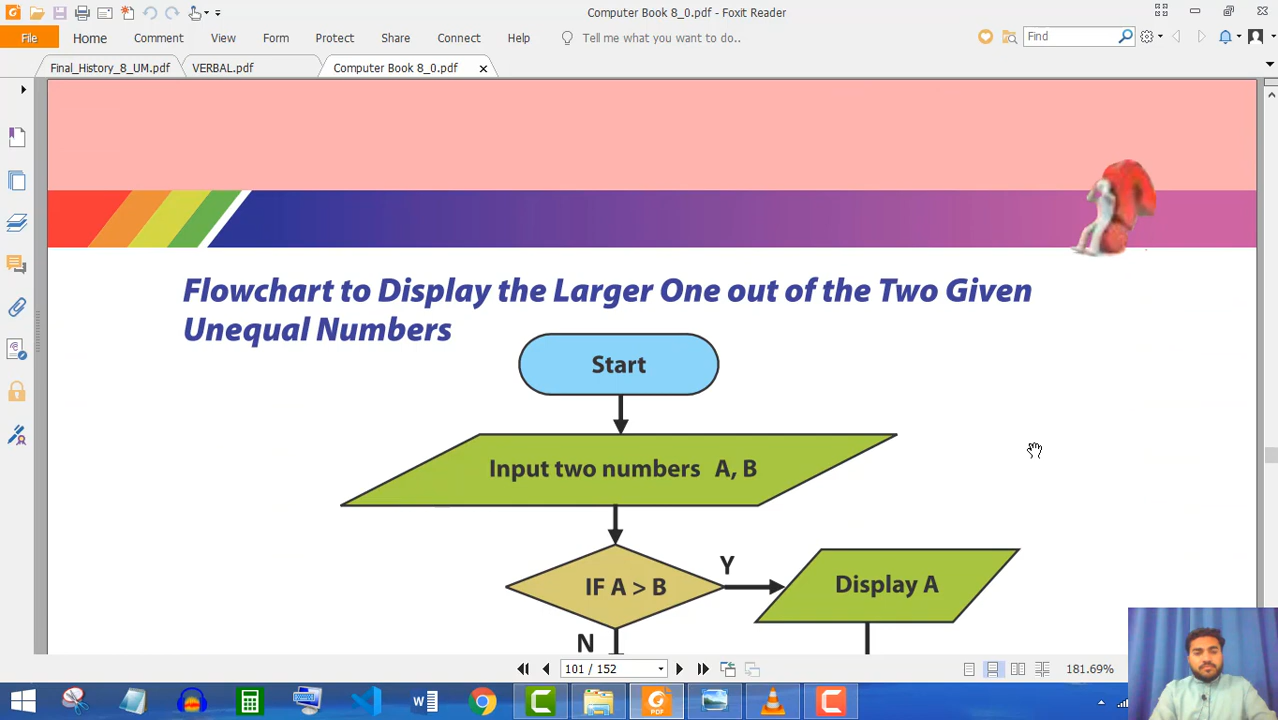 Computer Book 8_0.pdf - Foxit Reader
File Home Comment View Form Protect Share Connect Help Tell me what you want to do.. Find
Final_History_8_UM.pdf VERBAL.pdf Computer Book 8_0.pdf
Flowchart to Display the Larger One out of the Two Given
Unequal Numbers
Start
Input two numbers A, B
Y
IF A > B
Display A
N
101 / 152
181.69%
PDF